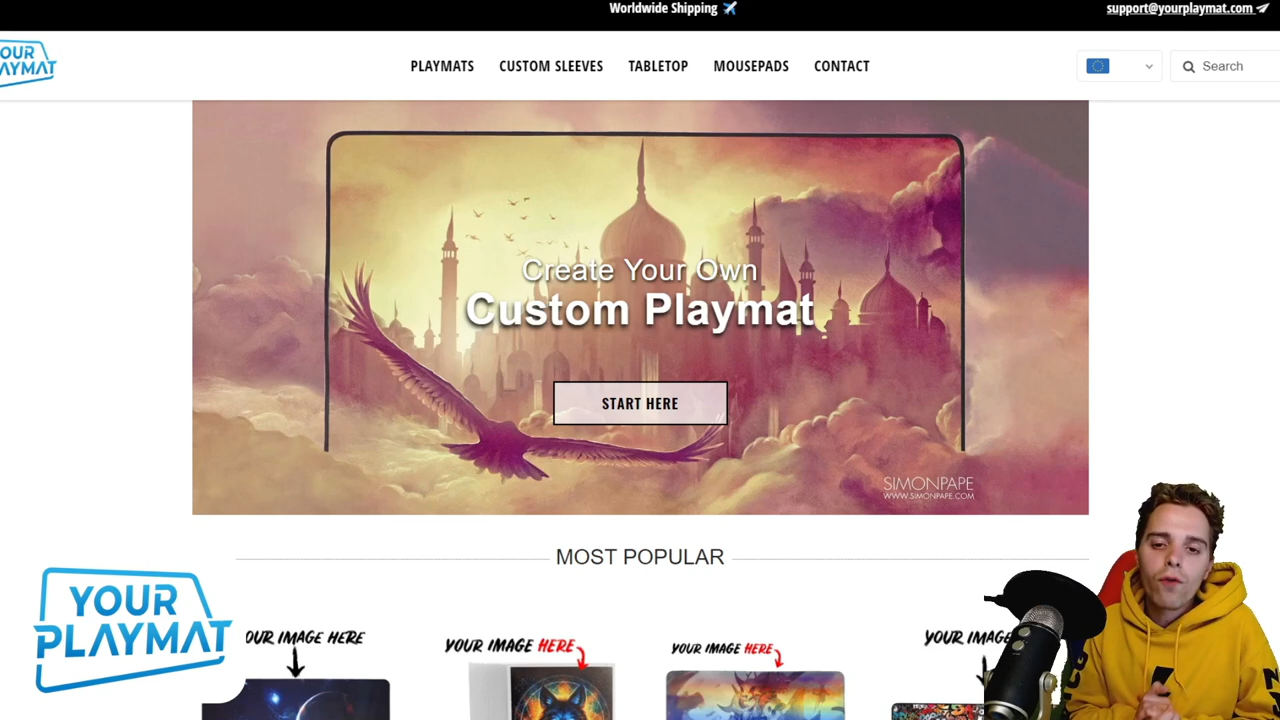 Worldwide Shipping
support@yourplaymat.com
YOUR
PLAYMAT
PLAYMATS
CUSTOM SLEEVES
TABLETOP
MOUSEPADS
CONTACT
Search
Create Your Own
Custom Playmat
START HERE
SIMONPAPE
WWW.SIMONPAPE.COM
MOST POPULAR
YOUR
PLAYMAT
OUR IMAGE HERE
YOUR IMAGE HERE
YOUR IMAGE HERE
YOUR IMAGE